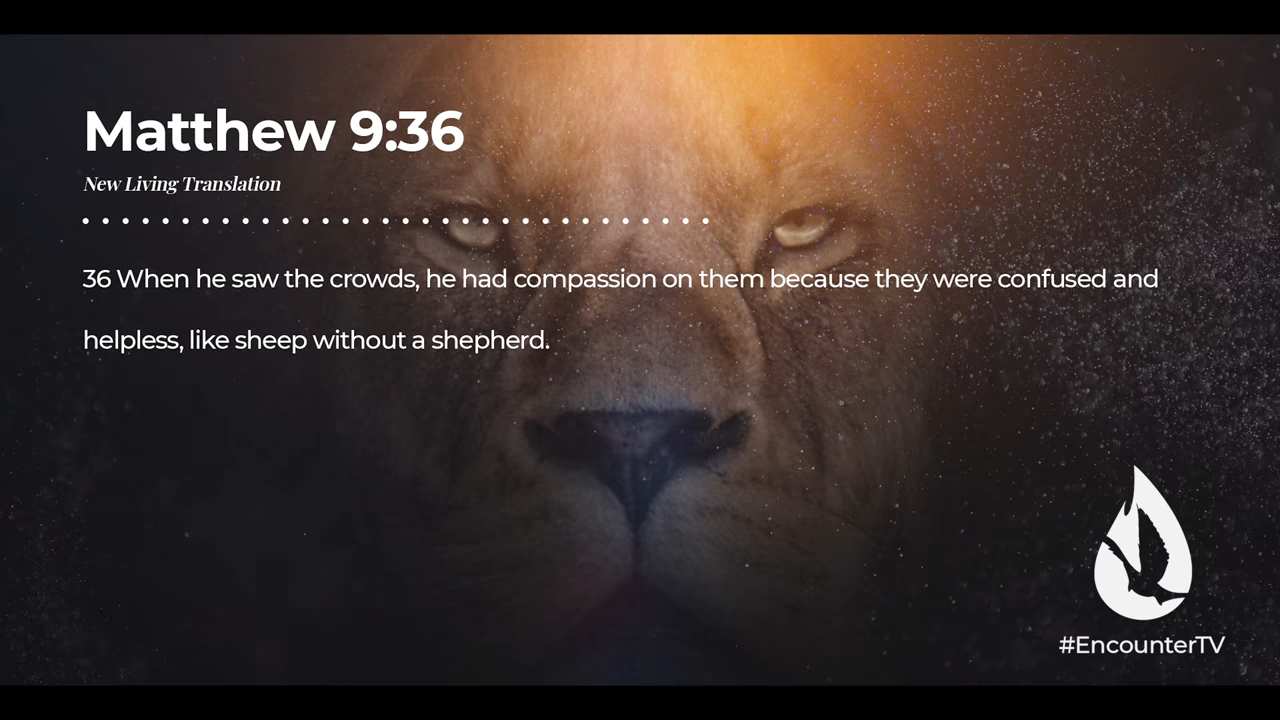 Matthew 9:36
New Living Translation
36 When he saw the crowds, he had compassion on them because they were confused and
helpless, like sheep without a shepherd.
#EncounterTV